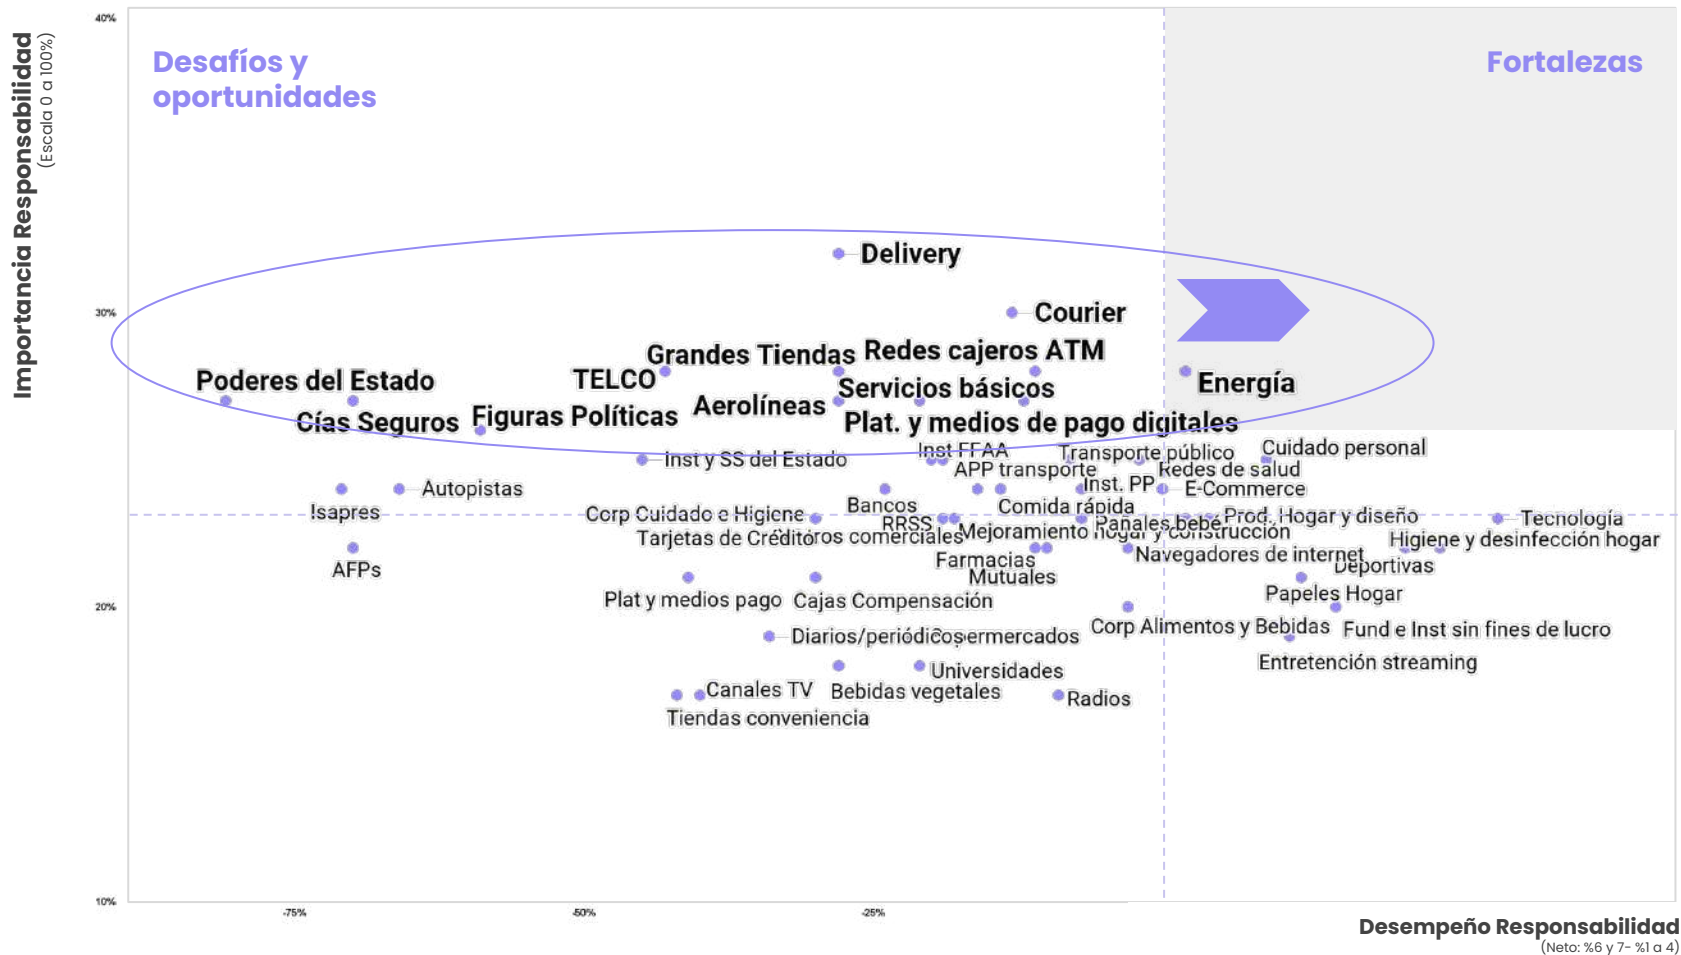 Importancia Responsabilidad
(Escala 0 a 100%)
40%
30%
20%
10%
Desafíos y
oportunidades
Fortalezas
Delivery
Courier
Grandes Tiendas
Redes cajeros ATM
TELCO
Poderes del Estado
Servicios básicos
Energía
Aerolíneas
Figuras Políticas
Cías Seguros
Plat. y medios de pago digitales
Inst FFAA
Transporte público
Cuidado personal
Inst y SS del Estado
APP transporte
Redes de salud
Inst. PP
E-Commerce
Autopistas
Isapres
Bancos
Comida rápida
Corp Cuidado e Higiene
RRSS
Panales bebé
Prod. Hogar y diseño
Tecnología
Tarjetas de Crédito
comerciales
Mejoramiento hogar y construcción
Higiene y desinfección hogar
AFPs
Farmacias
Navegadores de internet
Deportivas
Mutuales
Plat y medios pago
Cajas Compensación
Papeles Hogar
Corp Alimentos y Bebidas
Fund e Inst sin fines de lucro
Diarios/periódicos
Entretención streaming
Universidades
Canales TV
Bebidas vegetales
Radios
Tiendas conveniencia
-75%
-50%
-25%
Desempeño Responsabilidad
(Neto: %6 y 7- %1 a 4)